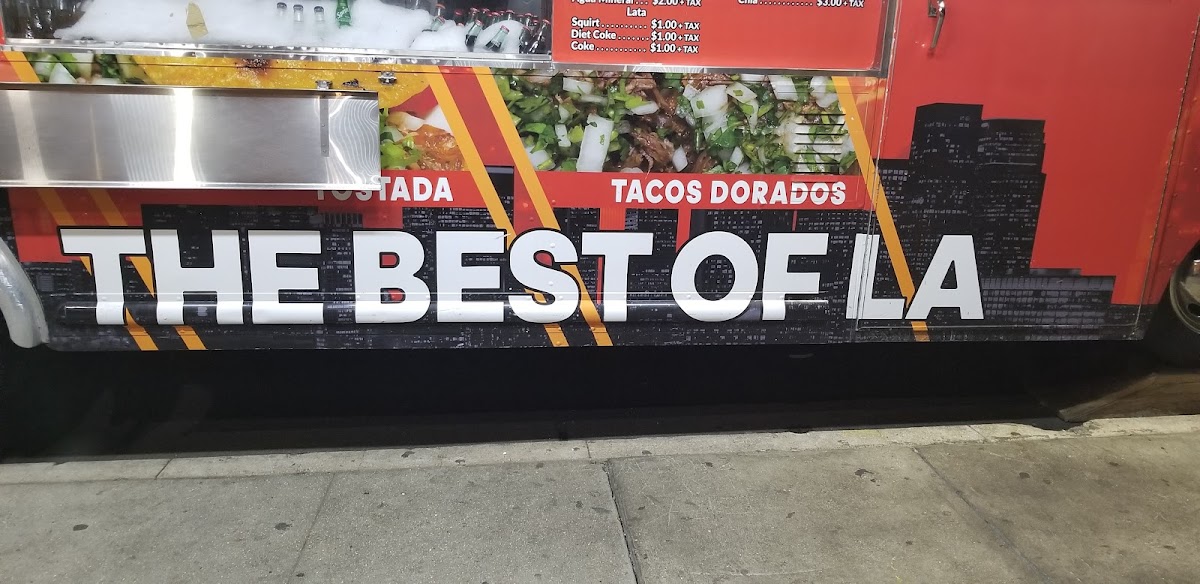 Agua Mineral . . . $2.00 + TAX
Lata
Squirt . . . . . . . . . . $1.00 + TAX
Diet Coke . . . . . . . $1.00 + TAX
Coke . . . . . . . . . . . $1.00 + TAX
Chia . . . . . . . . . . . . $3.00 + TAX
TOSTADA
TACOS DORADOS
THE BEST OF LA